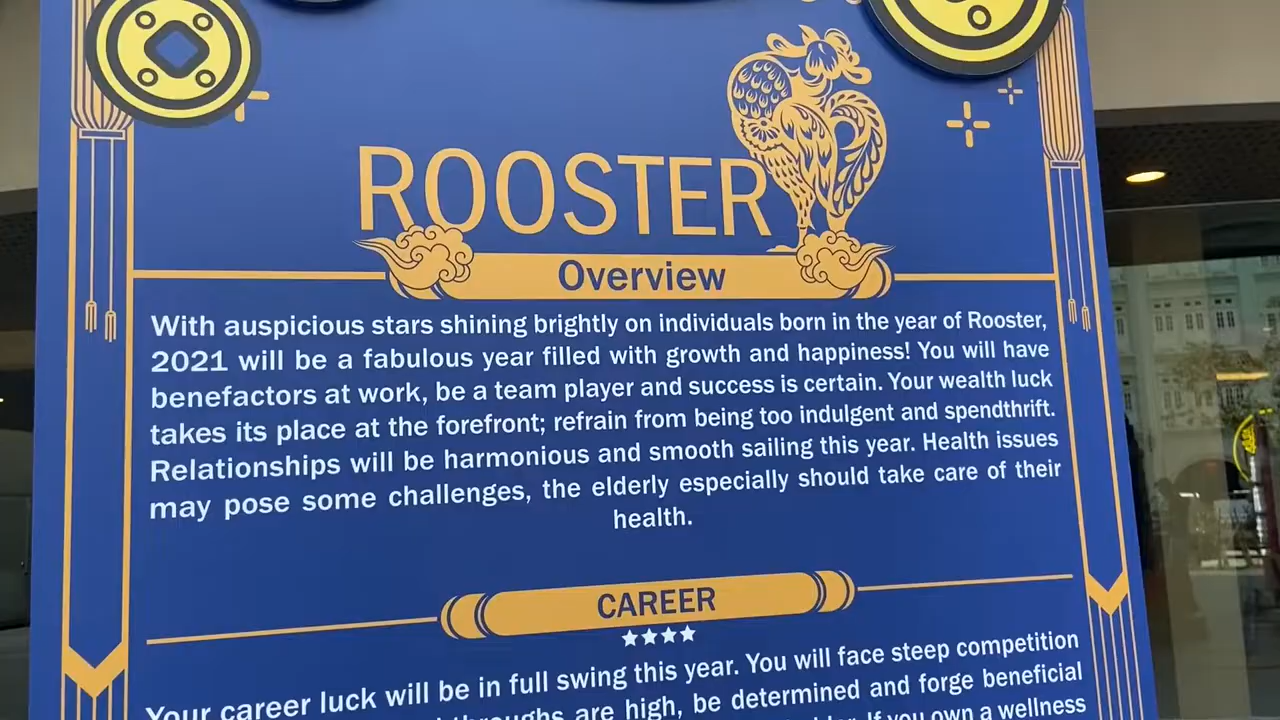 ROOSTER
Overview
With auspicious stars shining brightly on individuals born in the year of Rooster,
2021 will be a fabulous year filled with growth and happiness! You will have
benefactors at work, be a team player and success is certain. Your wealth luck
takes its place at the forefront; refrain from being too indulgent and spendthrift.
Relationships will be harmonious and smooth sailing this year. Health issues
may pose some challenges, the elderly especially should take care of their
health.
CAREER
Your career luck will be in full swing this year. You will face steep competition
are high, be determined and forge beneficial
If you own a wellness